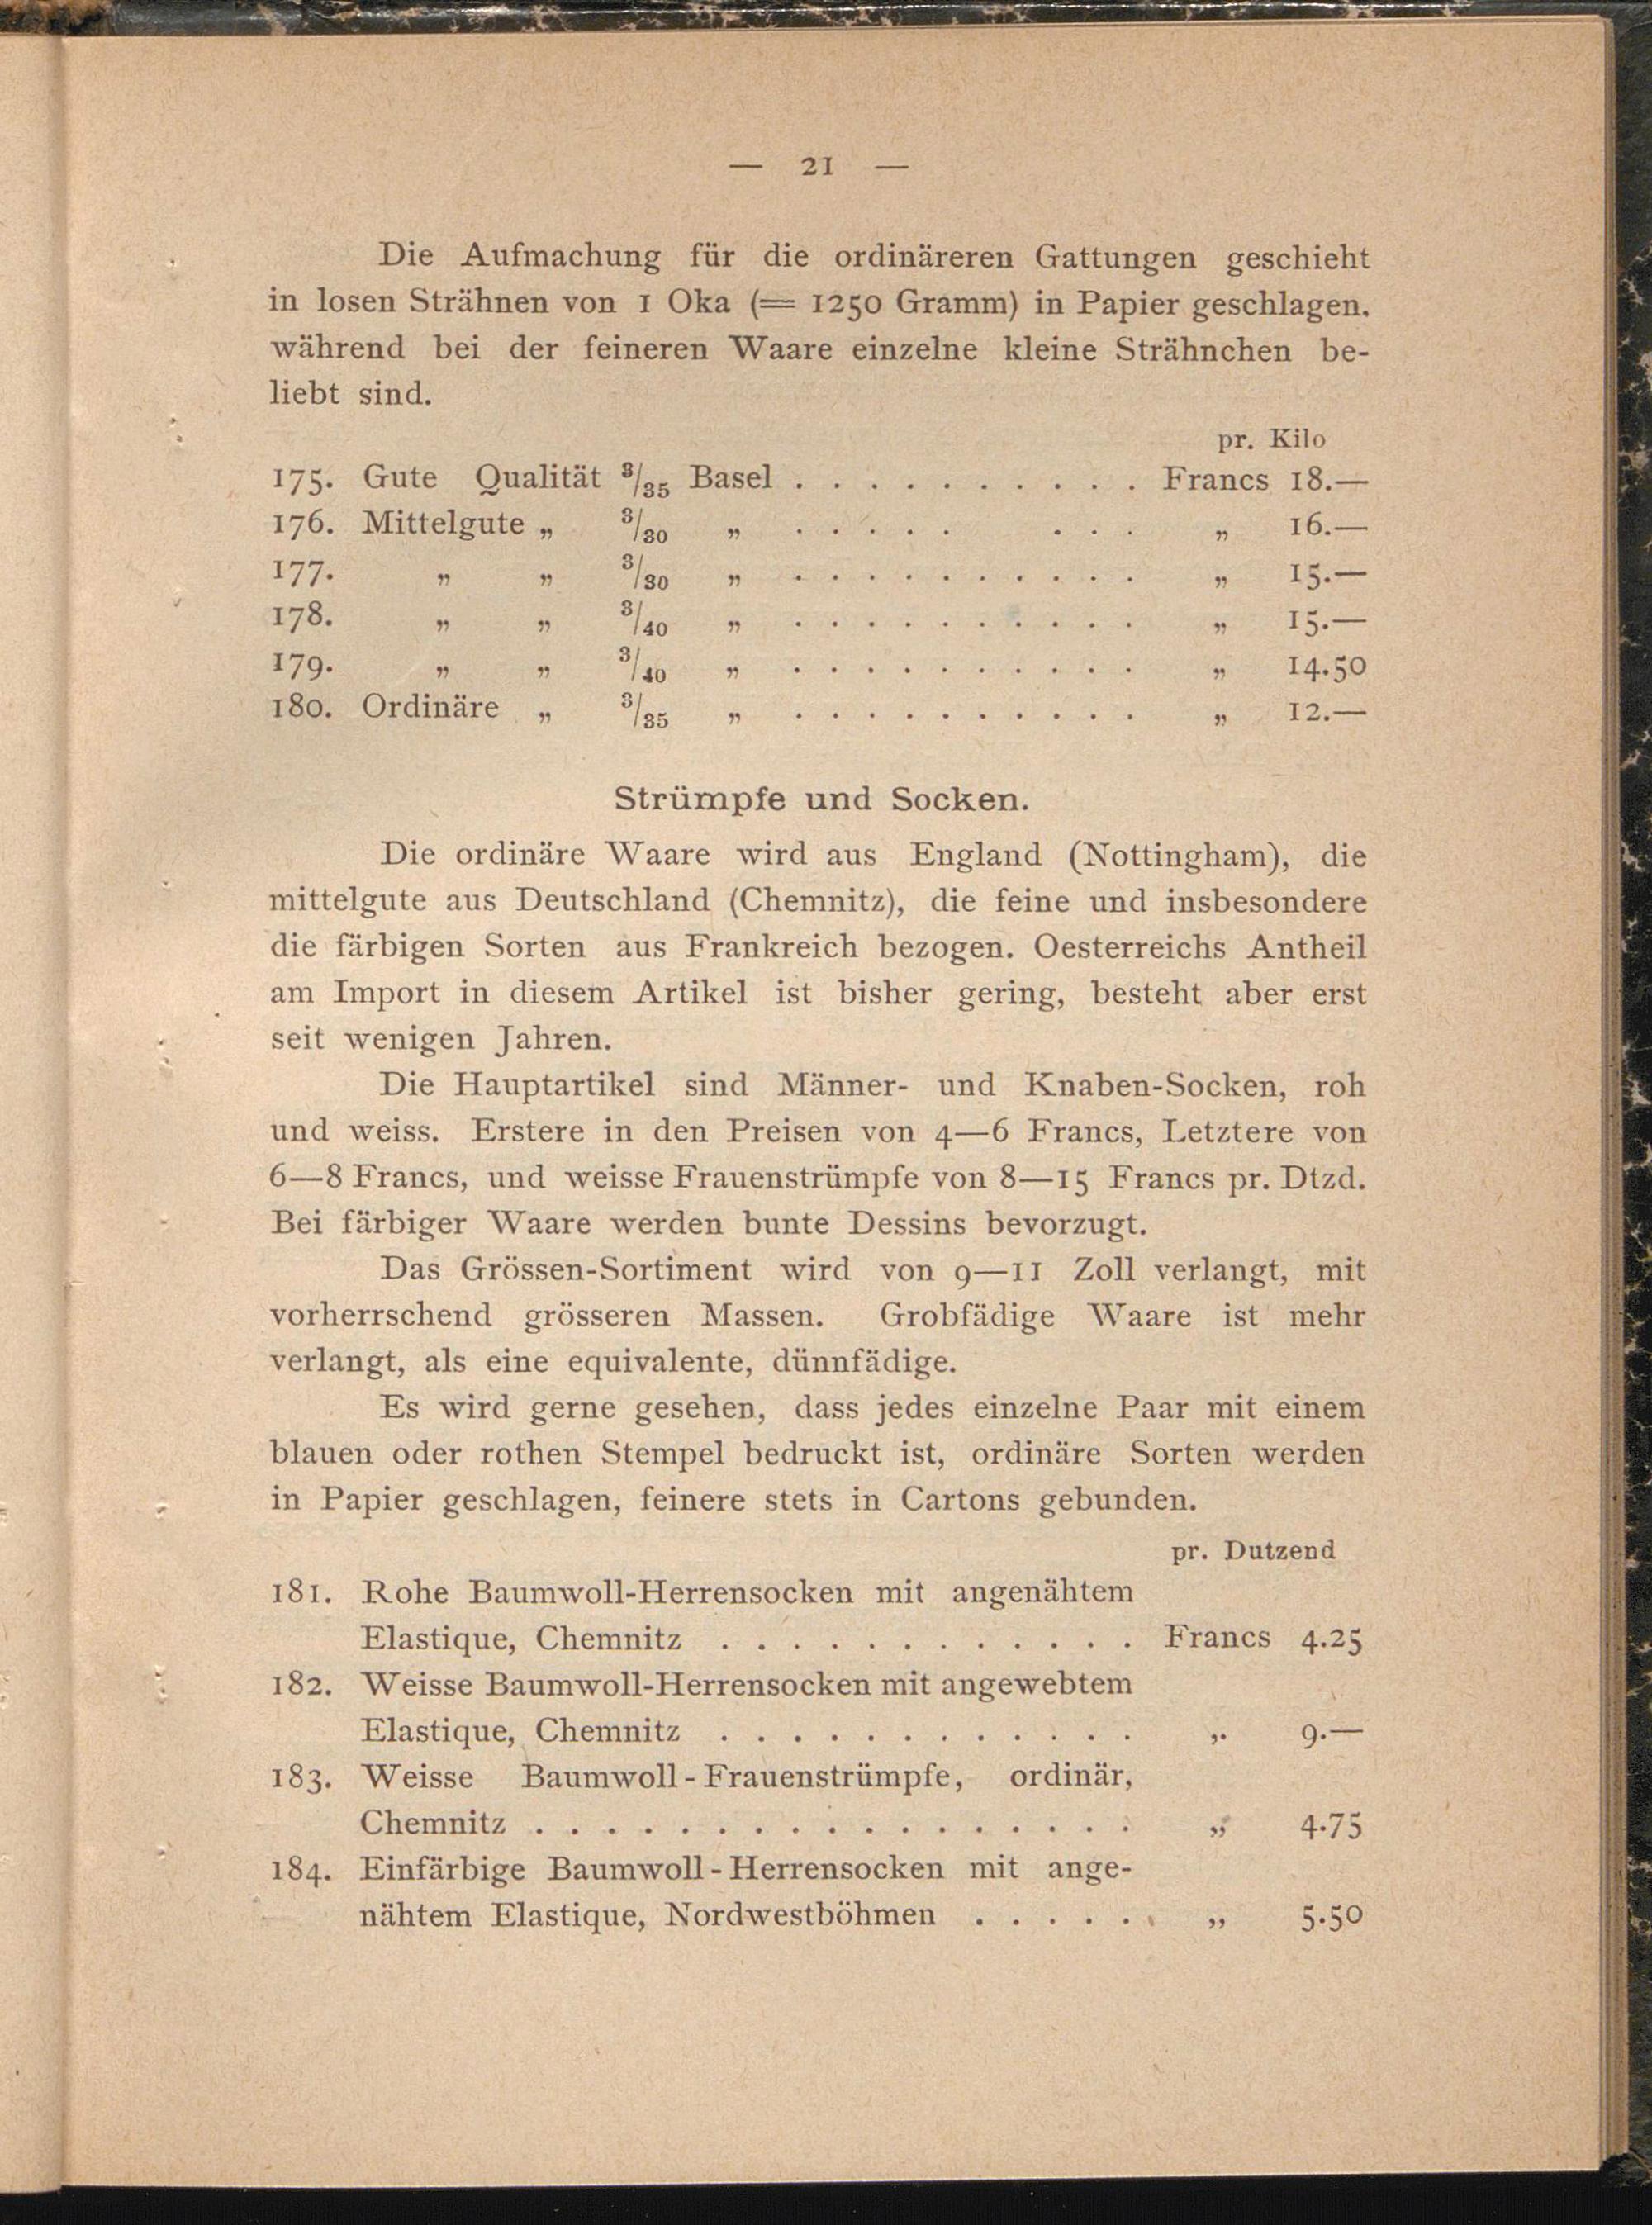 — 21 —
Die Aufmachung für die ordinäreren Gattungen geschieht
in losen Strähnen von 1 Oka (= 1250 Gramm) in Papier geschlagen,
während bei der feineren Waare einzelne kleine Strähnchen be-
liebt sind.
pr. Kilo
175. Gute Qualität 3/35 Basel . . . . . . . . . . Francs 18.—
176. Mittelgute „ 3/30 „ . . . . . . . . „ 16.—
177. „ „ 3/30 „ . . . . . . . . . . „ 15.—
178. „ „ 3/40 „ . . . . . . . . . . „ 15.—
179. „ „ 3/40 „ . . . . . . . . . . „ 14.50
180. Ordinäre „ 3/35 „ . . . . . . . . . . „ 12.—
Strümpfe und Socken.
Die ordinäre Waare wird aus England (Nottingham), die
mittelgute aus Deutschland (Chemnitz), die feine und insbesondere
die färbigen Sorten aus Frankreich bezogen. Oesterreichs Antheil
am Import in diesem Artikel ist bisher gering, besteht aber erst
seit wenigen Jahren.
Die Hauptartikel sind Männer- und Knaben-Socken, roh
und weiss. Erstere in den Preisen von 4—6 Francs, Letztere von
6—8 Francs, und weisse Frauenstrümpfe von 8—15 Francs pr. Dtzd.
Bei färbiger Waare werden bunte Dessins bevorzugt.
Das Grössen-Sortiment wird von 9—11 Zoll verlangt, mit
vorherrschend grösseren Massen. Grobfädige Waare ist mehr
verlangt, als eine equivalente, dünnfädige.
Es wird gerne gesehen, dass jedes einzelne Paar mit einem
blauen oder rothen Stempel bedruckt ist, ordinäre Sorten werden
in Papier geschlagen, feinere stets in Cartons gebunden.
pr. Dutzend
181. Rohe Baumwoll-Herrensocken mit angenähtem
Elastique, Chemnitz . . . . . . . . . . . . Francs 4.25
182. Weisse Baumwoll-Herrensocken mit angewebtem
Elastique, Chemnitz . . . . . . . . . . . . „ 9.—
183. Weisse Baumwoll-Frauenstrümpfe, ordinär,
Chemnitz . . . . . . . . . . . . . . . . . „ 4.75
184. Einfärbige Baumwoll-Herrensocken mit ange-
nähtem Elastique, Nordwestböhmen . . . . . . „ 5.50